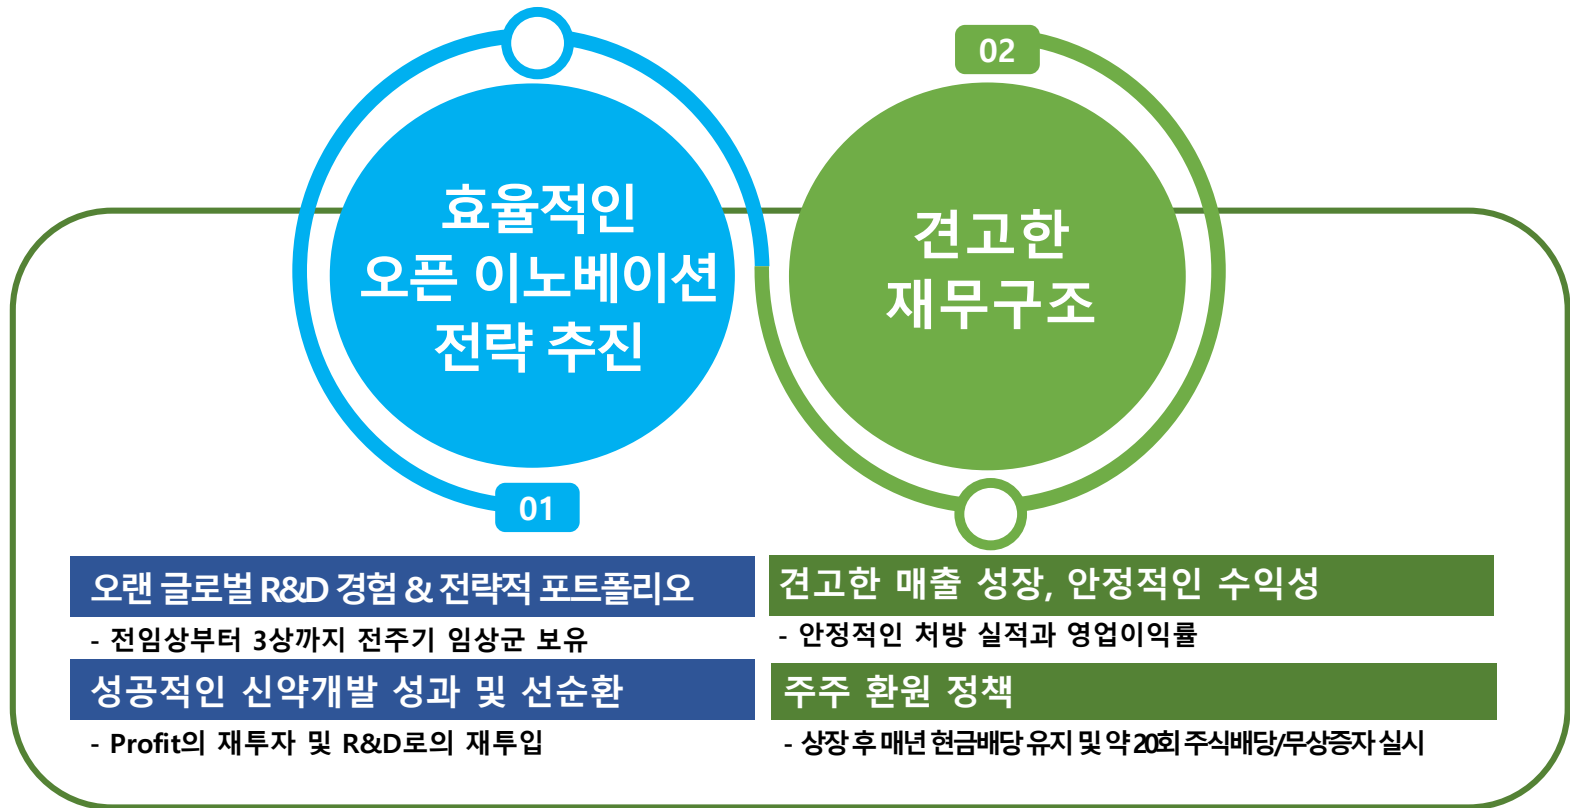 효율적인
오픈 이노베이션
전략 추진
01
02
견고한
재무구조
오랜 글로벌 R&D 경험 & 전략적 포트폴리오
- 전임상부터 3상까지 전주기 임상군 보유
성공적인 신약개발 성과 및 선순환
- Profit의 재투자 및 R&D로의 재투입
견고한 매출 성장, 안정적인 수익성
- 안정적인 처방 실적과 영업이익률
주주 환원 정책
- 상장 후 매년 현금배당 유지 및 약 20회 주식배당/무상증자 실시